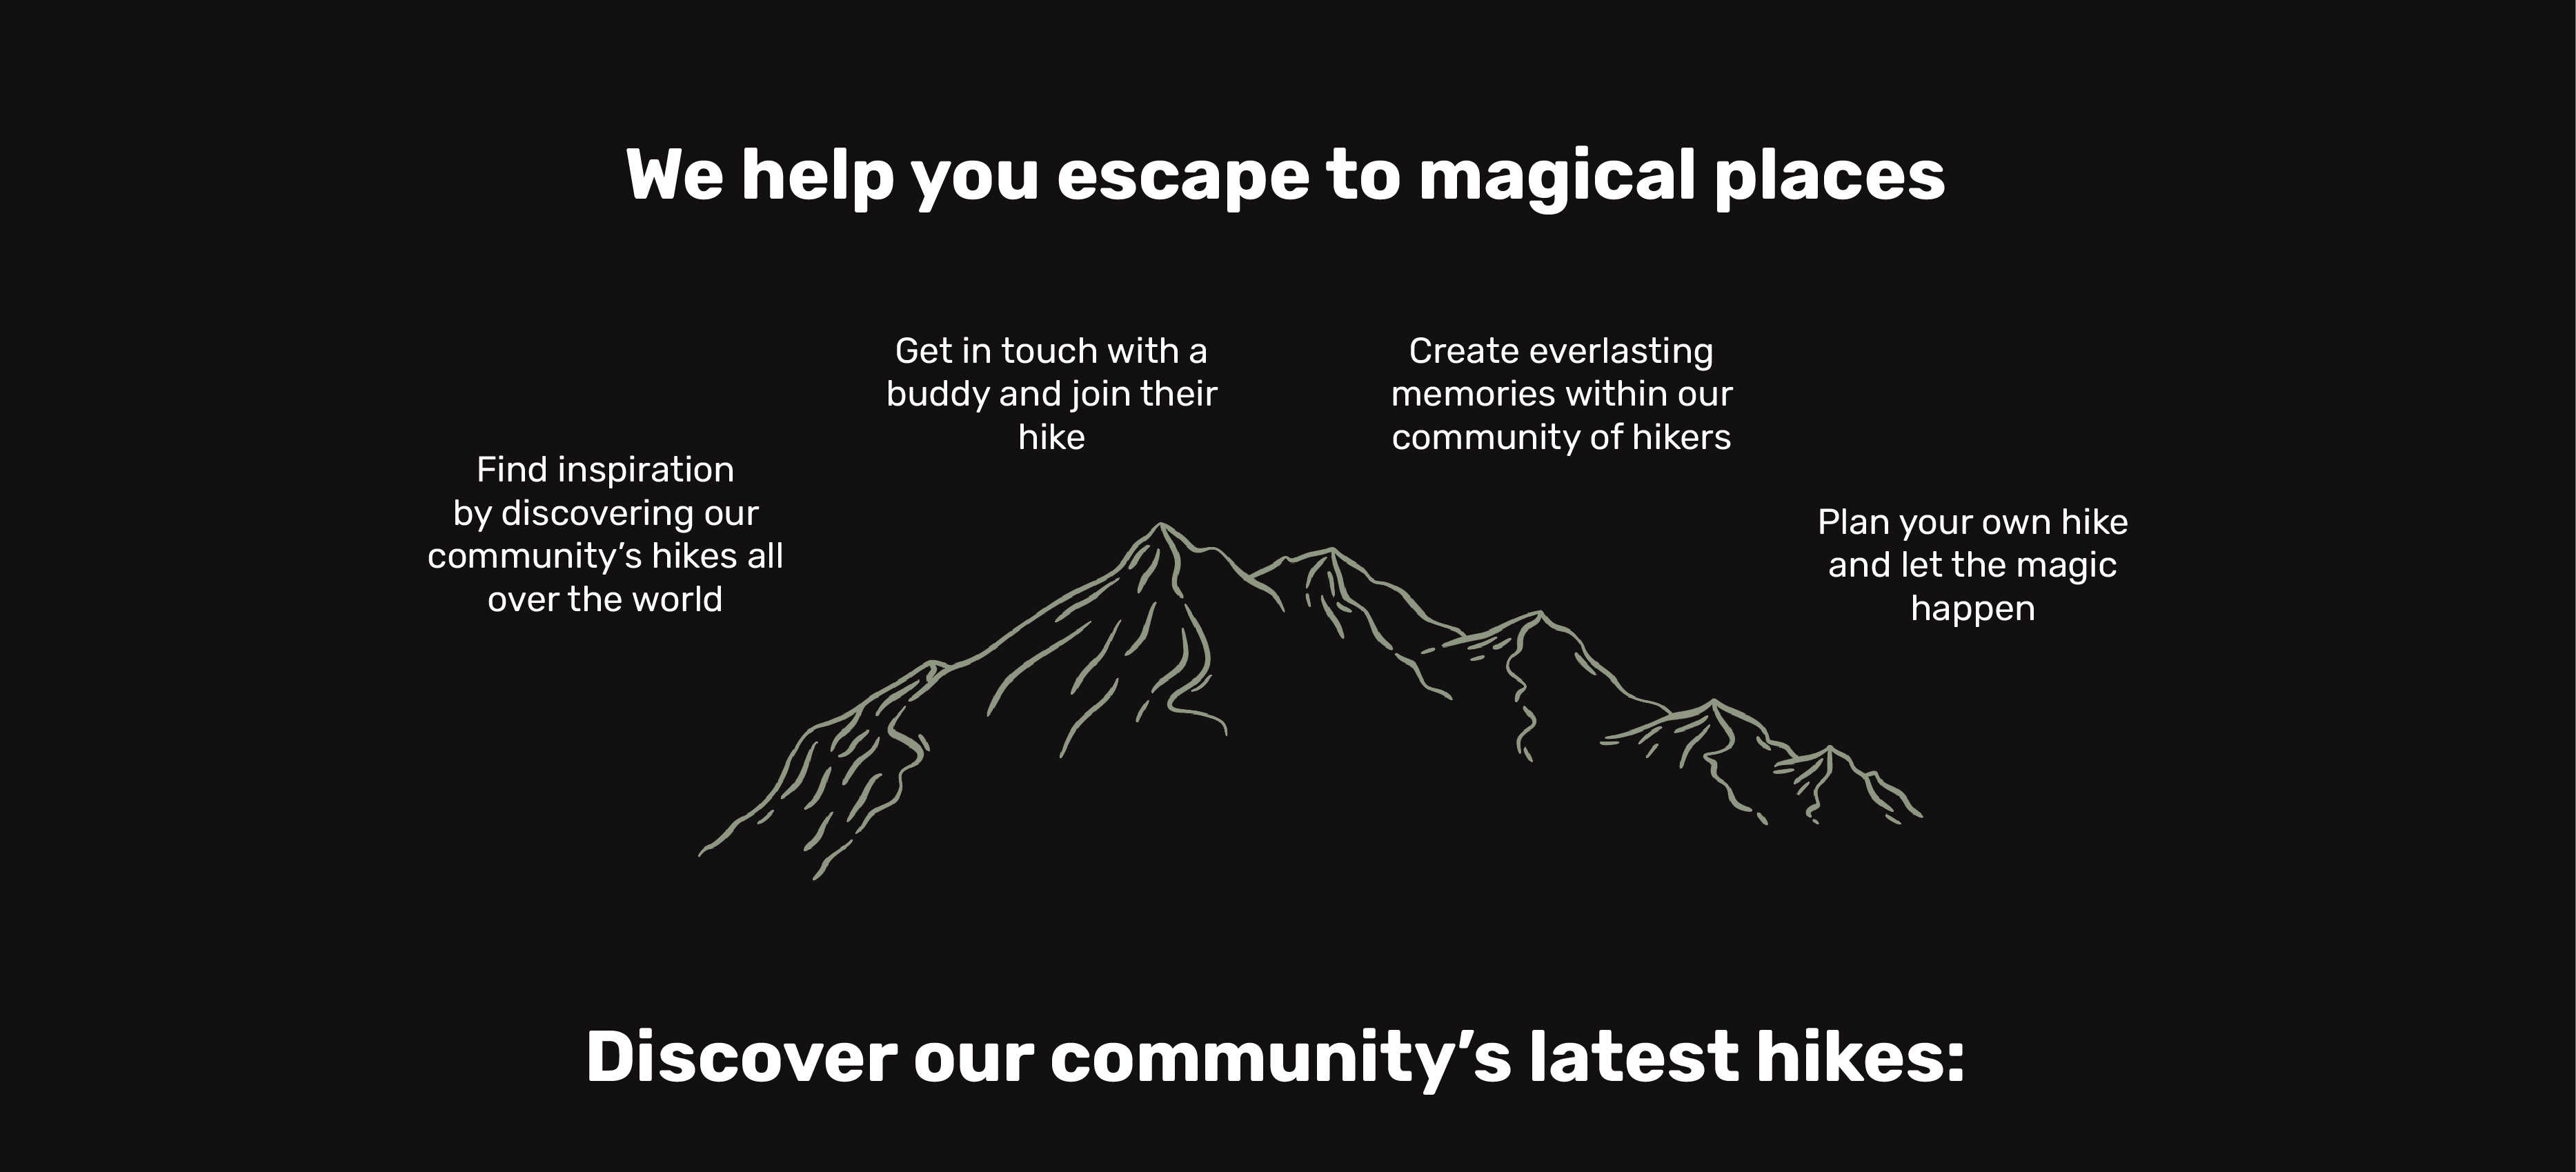 We help you escape to magical places
Find inspiration
by discovering our
community’s hikes all
over the world
Get in touch with a
buddy and join their
hike
Create everlasting
memories within our
community of hikers
Plan your own hike
and let the magic
happen
Discover our community’s latest hikes: